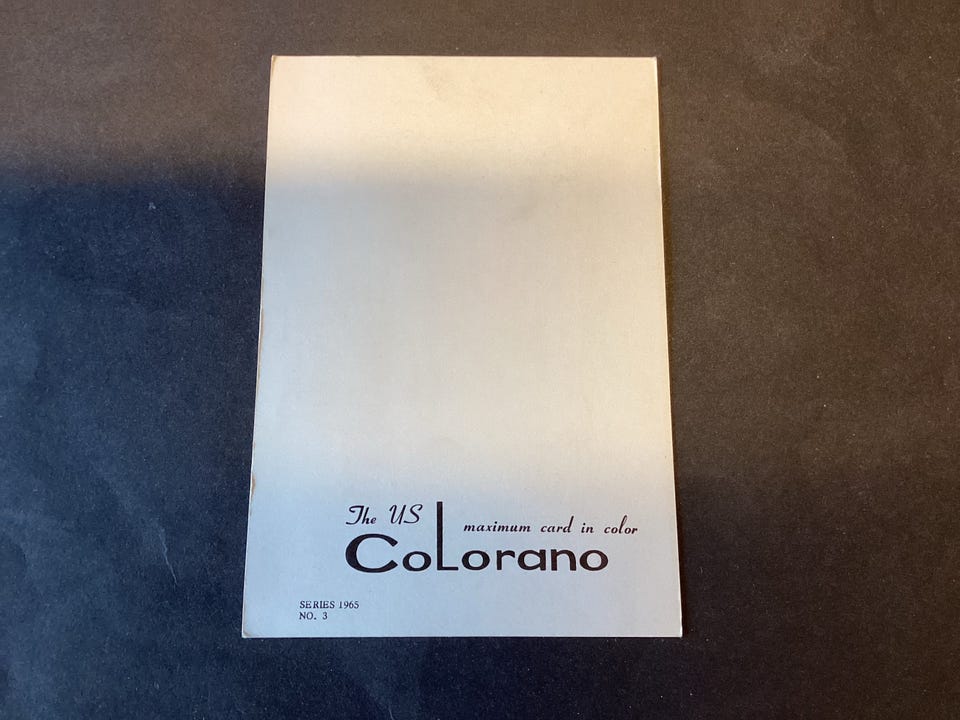 The US
maximum card in color
Colorano
SERIES 1965
NO. 3